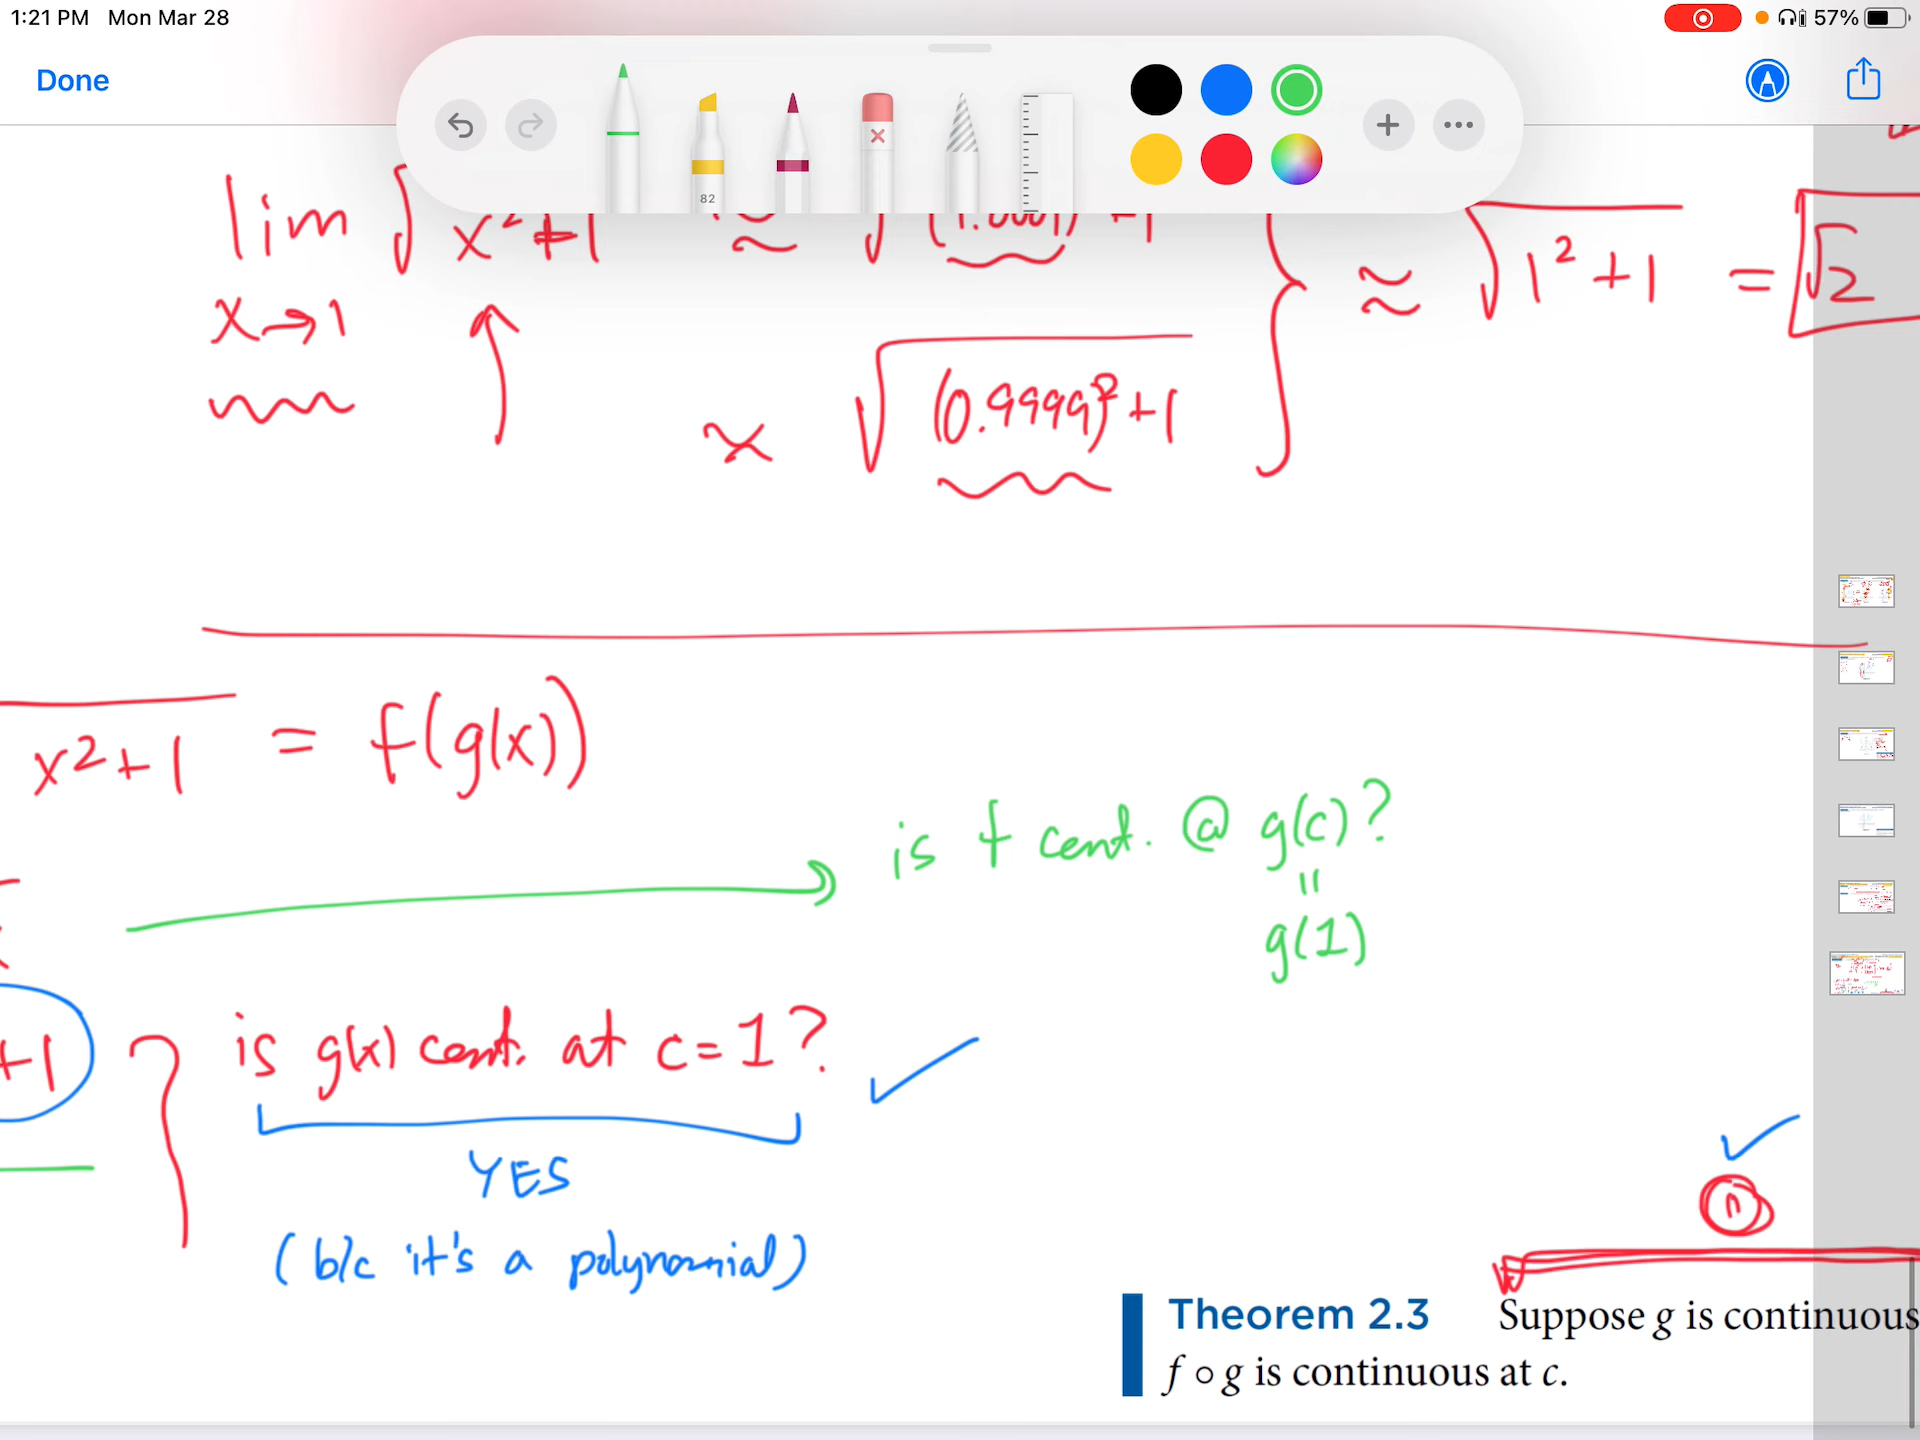 1:21 PM Mon Mar 28 57%
Done
82
lim √x²+1 ≈ √(1.0001) +1 ≈ √1²+1 = √2
x→1
≈ √(0.9999)²+1
x²+1 = f(g(x))
is f cont. @ g(c)?
=
g(1)
+1 is g(x) cont. at c=1?
YES
(b/c it's a polynomial)
Theorem 2.3 Suppose g is continuous
f ∘ g is continuous at c.